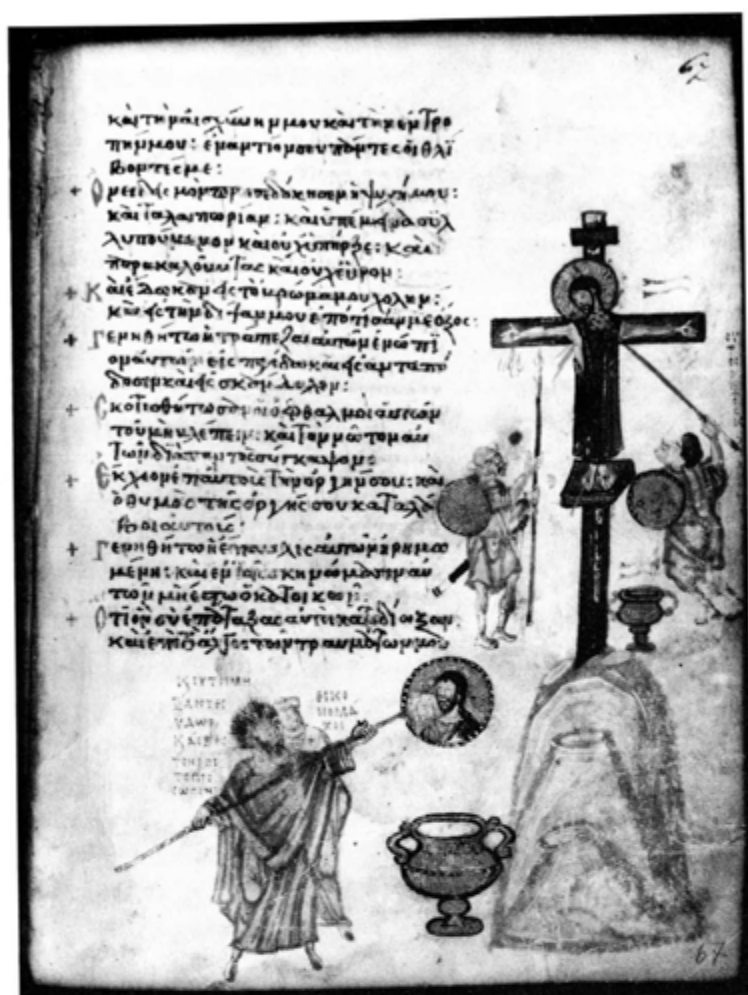 καὶ τὴν αἰσχύνην μου καὶ τὴν ἐντρο
πήν μου: ἐναντίον σου πάντες οἱ θλί
βοντές με:
+ Ὀνειδισμὸν προσεδόκησεν ἡ ψυχή μου:
καὶ ταλαιπωρίαν: καὶ ὑπέμεινα συλ
λυπούμενον καὶ οὐχ ὑπῆρξε: καὶ
παρακαλοῦντας καὶ οὐχ εὗρον:
+ Καὶ ἔδωκαν εἰς τὸ βρῶμα μου χολήν:
καὶ εἰς τὴν δίψαν μου ἐπότισάν με ὄξος:
+ Γενηθήτω ἡ τράπεζα αὐτῶν ἐνώπι
ον αὐτῶν εἰς παγίδα καὶ εἰς ἀνταπό
δοσιν καὶ εἰς σκάνδαλον:
+ Σκοτισθήτωσαν οἱ ὀφθαλμοὶ αὐτῶν
τοῦ μὴ βλέπειν: καὶ τὸν νῶτον αὐ
τῶν διὰ παντὸς σύγκαμψον:
+ Ἔκχεον ἐπ' αὐτοὺς τὴν ὀργήν σου: καὶ
ὁ θυμὸς τῆς ὀργῆς σου καταλά
βοι αὐτούς:
+ Γενηθήτω ἡ ἔπαυλις αὐτῶν ἠρημω
μένη: καὶ ἐν τοῖς σκηνώμασιν αὐ
τῶν μὴ ἔστω ὁ κατοικῶν:
+ Ὅτι ὃν σὺ ἐπάταξας αὐτοὶ κατεδίωξαν:
καὶ ἐπὶ τὸ ἄλγος τῶν τραυμάτων μου
67